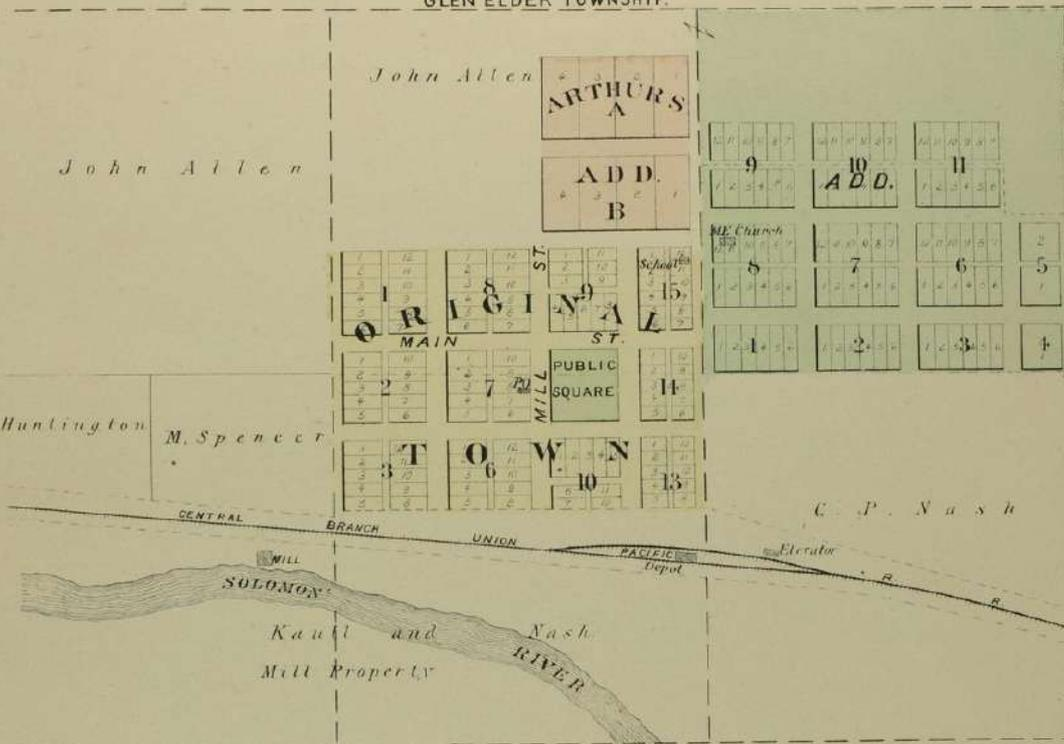 GLEN ELDER TOWNSHIP.
John Allen
ARTHURS
A
John Allen
ADD.
B
9 10 11
ADD.
M.E. Church
8 7 6 5
1 2 3 4
ORIGINAL
1 8 9 15
School
MAIN ST.
MILL ST.
2 7 14
P.O.
PUBLIC
SQUARE
Huntington
M. Spencer
TOWN
3 6 10 13
C. P. Nash
CENTRAL BRANCH UNION PACIFIC R. R.
Depot
Elevator
MILL
SOLOMON RIVER
Kaull and Nash
Mill Property